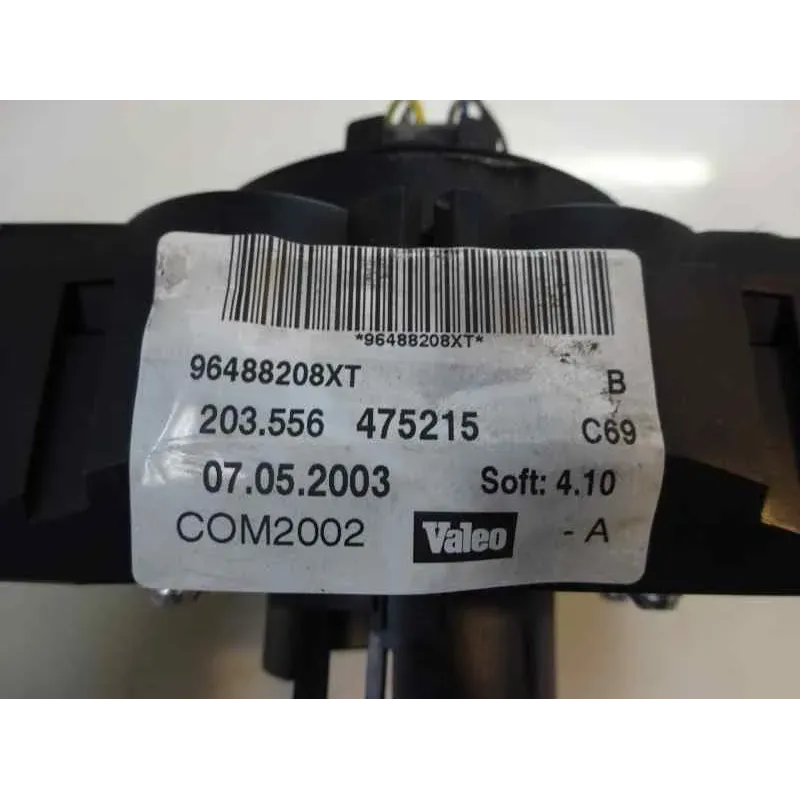 *96488208XT*
96488208XT B
203.556 475215 C69
07.05.2003 Soft: 4.10
COM2002 Valeo - A